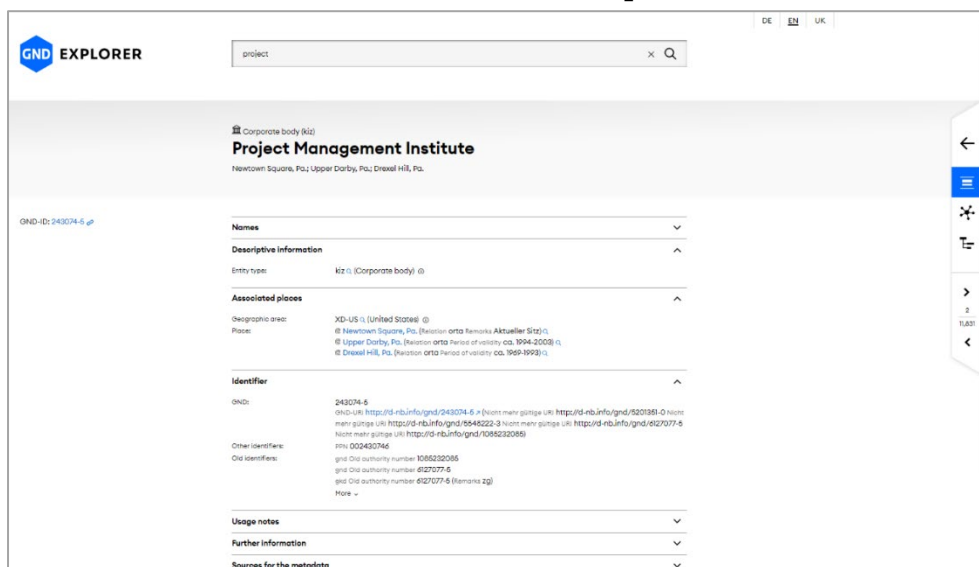 DE EN UK
GND EXPLORER
project
Corporate body (kiz)
Project Management Institute
Newtown Square, Pa.; Upper Darby, Pa.; Drexel Hill, Pa.
GND-ID: 243074-5
Names
Descriptive information
Entity type: kiz (Corporate body)
Associated places
Geographic area: XD-US (United States)
Place: Newtown Square, Pa. (Relation orta Remarks Aktueller Sitz)
Upper Darby, Pa. (Relation orta Period of validity ca. 1994-2003)
Drexel Hill, Pa. (Relation orta Period of validity ca. 1969-1993)
Identifier
GND: 243074-5
GND-URI http://d-nb.info/gnd/243074-5 (Nicht mehr gültige URI http://d-nb.info/gnd/5201351-0 Nicht
mehr gültige URI http://d-nb.info/gnd/5548222-3 Nicht mehr gültige URI http://d-nb.info/gnd/6127077-5
Nicht mehr gültige URI http://d-nb.info/gnd/1085232085)
Other identifiers: PPN 002430746
Old identifiers: gnd Old authority number 1085232085
gnd Old authority number 6127077-5
gnd Old authority number 6127077-5 (Remarks zg)
More
Usage notes
Further information
Sources for the metadata
2
11,831